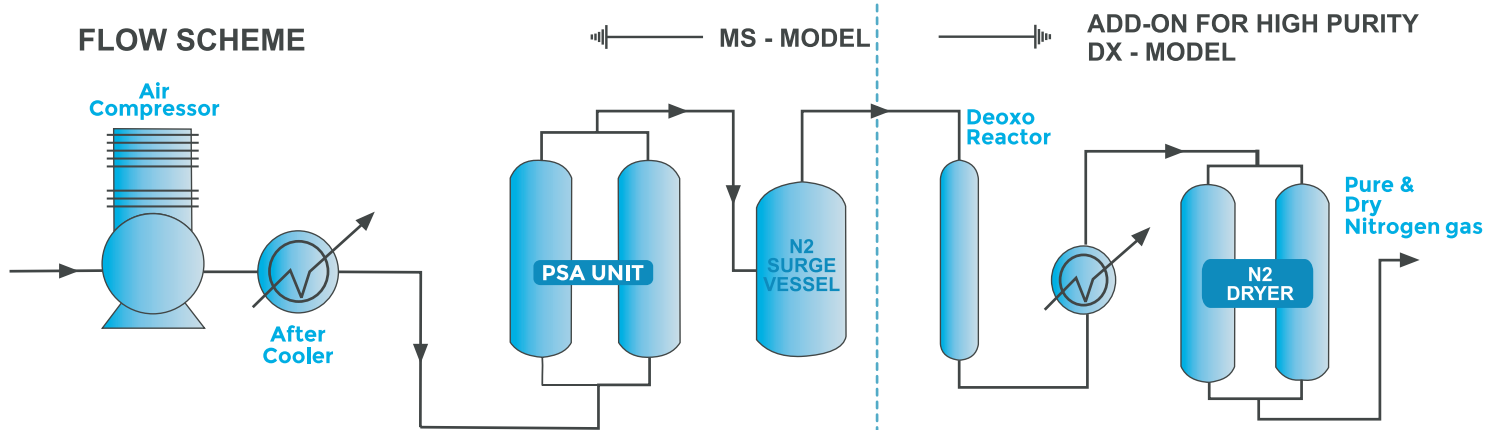 FLOW SCHEME
MS - MODEL
ADD-ON FOR HIGH PURITY
DX - MODEL
Air
Compressor
After
Cooler
PSA UNIT
N2
SURGE
VESSEL
Deoxo
Reactor
N2
DRYER
Pure &
Dry
Nitrogen gas